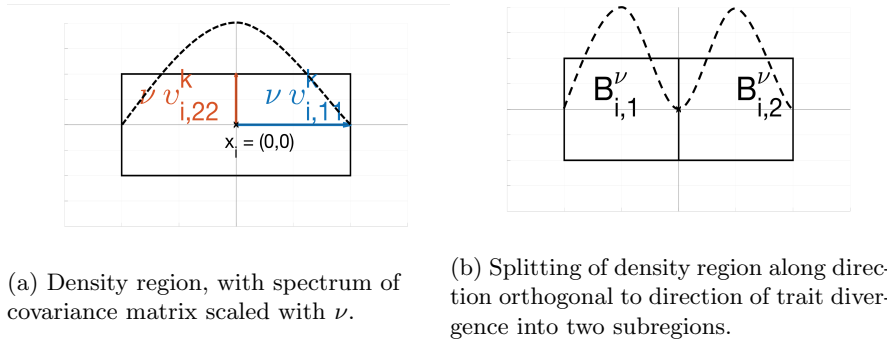 ν υ^k_{i,22} ν υ^k_{i,11}
x_i = (0,0)
B^ν_{i,1} B^ν_{i,2}
(a) Density region, with spectrum of
covariance matrix scaled with ν.
(b) Splitting of density region along direc-
tion orthogonal to direction of trait diver-
gence into two subregions.